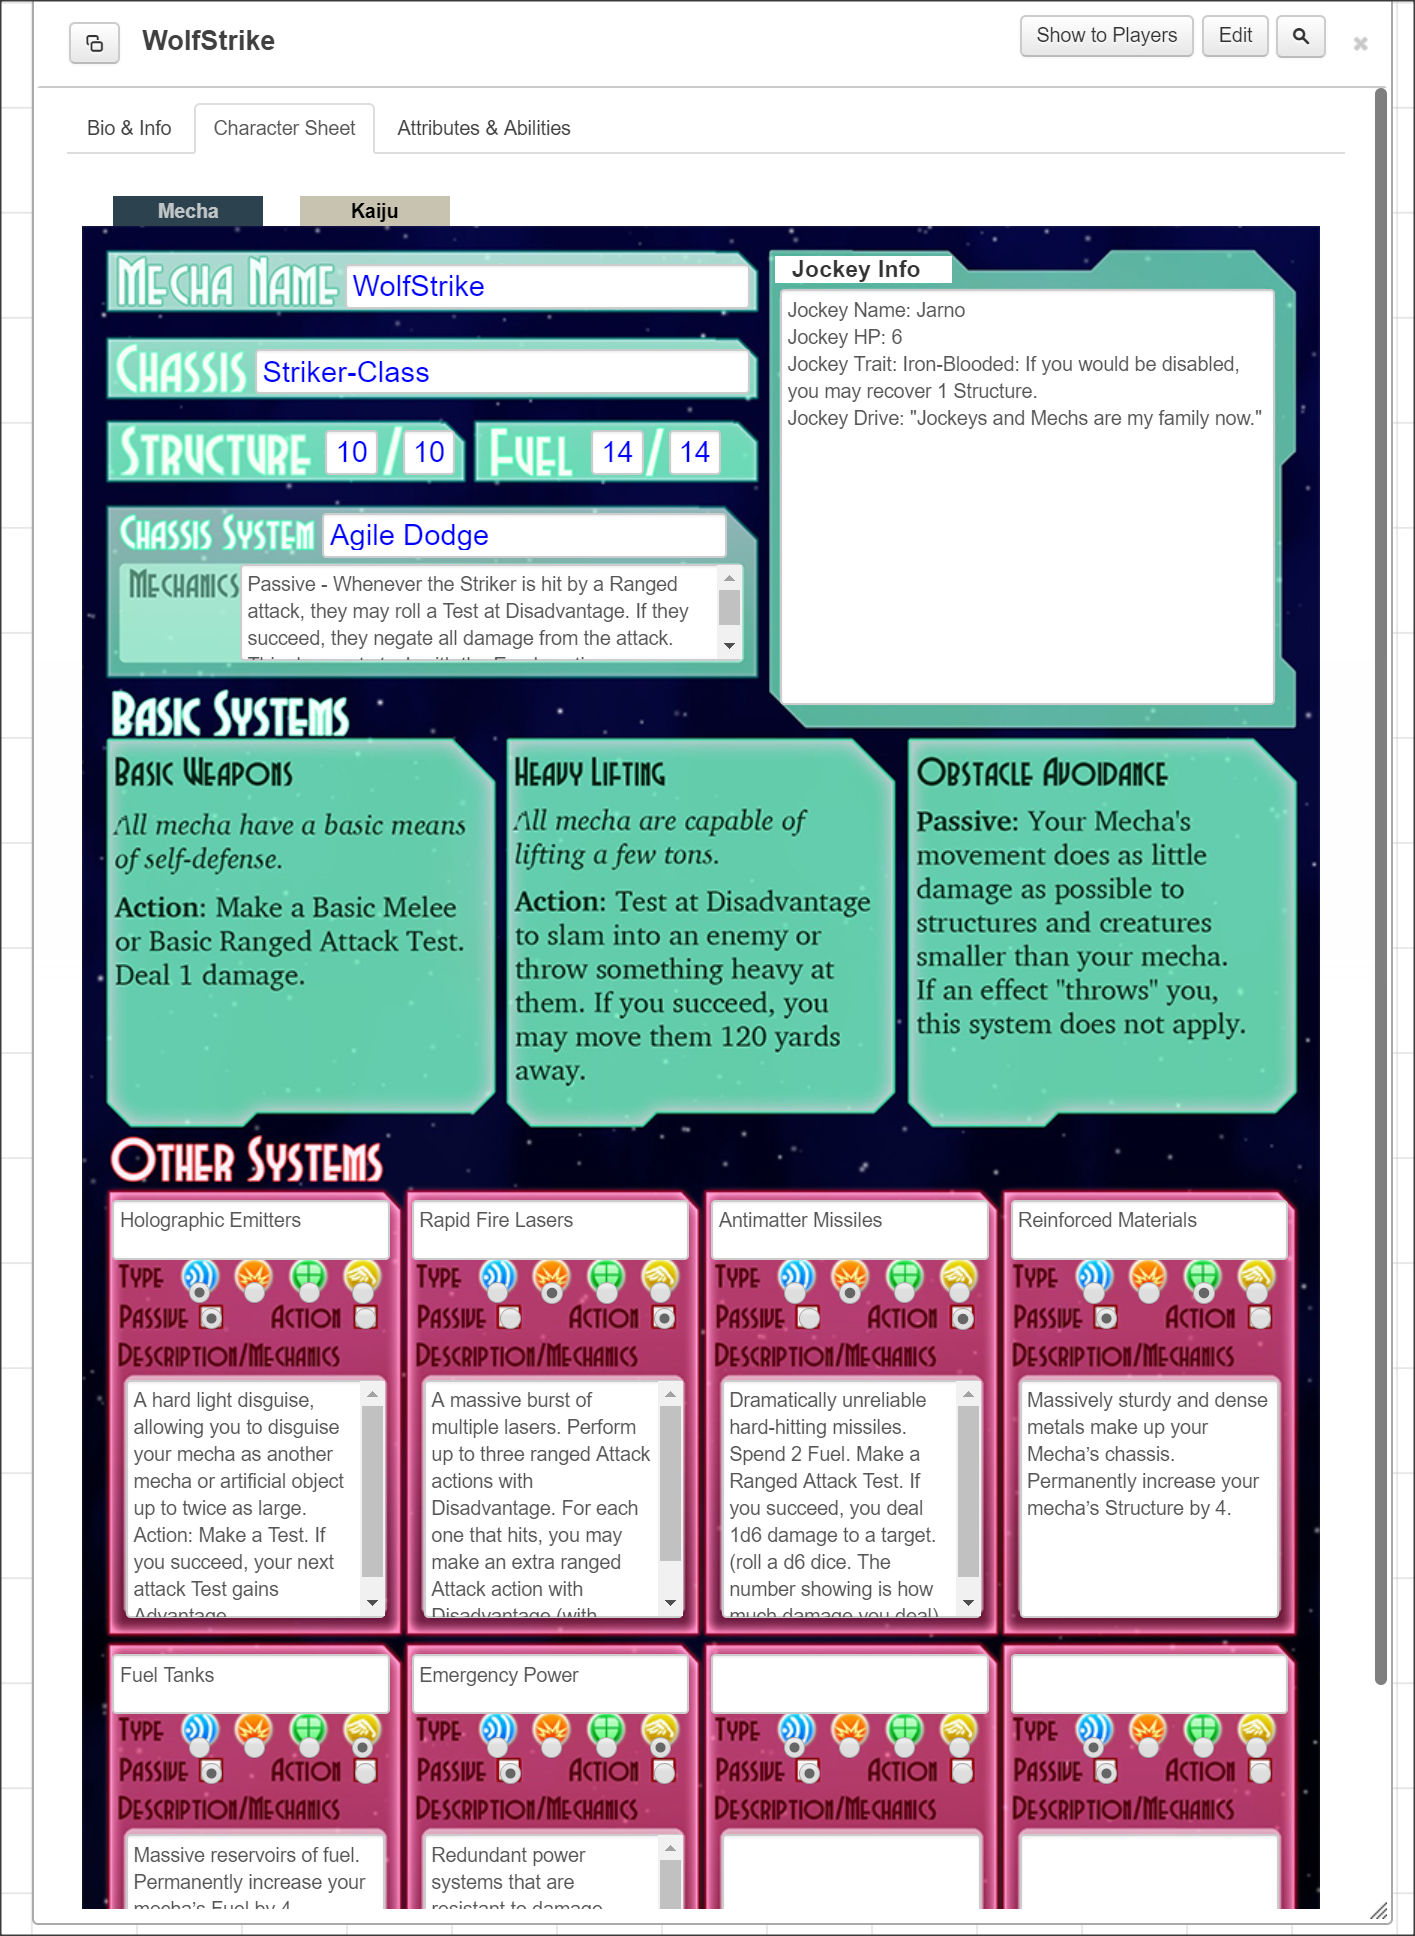 WolfStrike
Show to Players
Edit
Bio & Info
Character Sheet
Attributes & Abilities
Mecha
Kaiju
Mecha Name
WolfStrike
Chassis
Striker-Class
Structure 10 / 10
Fuel 14 / 14
Chassis System
Agile Dodge
Mechanics
Passive - Whenever the Striker is hit by a Ranged
attack, they may roll a Test at Disadvantage. If they
succeed, they negate all damage from the attack.
Jockey Info
Jockey Name: Jarno
Jockey HP: 6
Jockey Trait: Iron-Blooded: If you would be disabled,
you may recover 1 Structure.
Jockey Drive: "Jockeys and Mechs are my family now."
Basic Systems
Basic Weapons
All mecha have a basic means
of self-defense.
Action: Make a Basic Melee
or Basic Ranged Attack Test.
Deal 1 damage.
Heavy Lifting
All mecha are capable of
lifting a few tons.
Action: Test at Disadvantage
to slam into an enemy or
throw something heavy at
them. If you succeed, you
may move them 120 yards
away.
Obstacle Avoidance
Passive: Your Mecha's
movement does as little
damage as possible to
structures and creatures
smaller than your mecha.
If an effect "throws" you,
this system does not apply.
Other Systems
Holographic Emitters
Type
Passive
Action
Description/Mechanics
A hard light disguise,
allowing you to disguise
your mecha as another
mecha or artificial object
up to twice as large.
Action: Make a Test. If
you succeed, your next
attack Test gains
Advantage
Rapid Fire Lasers
Type
Passive
Action
Description/Mechanics
A massive burst of
multiple lasers. Perform
up to three ranged Attack
actions with
Disadvantage. For each
one that hits, you may
make an extra ranged
Attack action with
Disadvantage (with
Antimatter Missiles
Type
Passive
Action
Description/Mechanics
Dramatically unreliable
hard-hitting missiles.
Spend 2 Fuel. Make a
Ranged Attack Test. If
you succeed, you deal
1d6 damage to a target.
(roll a d6 dice. The
number showing is how
much damage you deal)
Reinforced Materials
Type
Passive
Action
Description/Mechanics
Massively sturdy and dense
metals make up your
Mecha’s chassis.
Permanently increase your
mecha’s Structure by 4.
Fuel Tanks
Type
Passive
Action
Description/Mechanics
Massive reservoirs of fuel.
Permanently increase your
mecha’s Fuel by 4
Emergency Power
Type
Passive
Action
Description/Mechanics
Redundant power
systems that are
resistant to damage
Type
Passive
Action
Description/Mechanics
Type
Passive
Action
Description/Mechanics